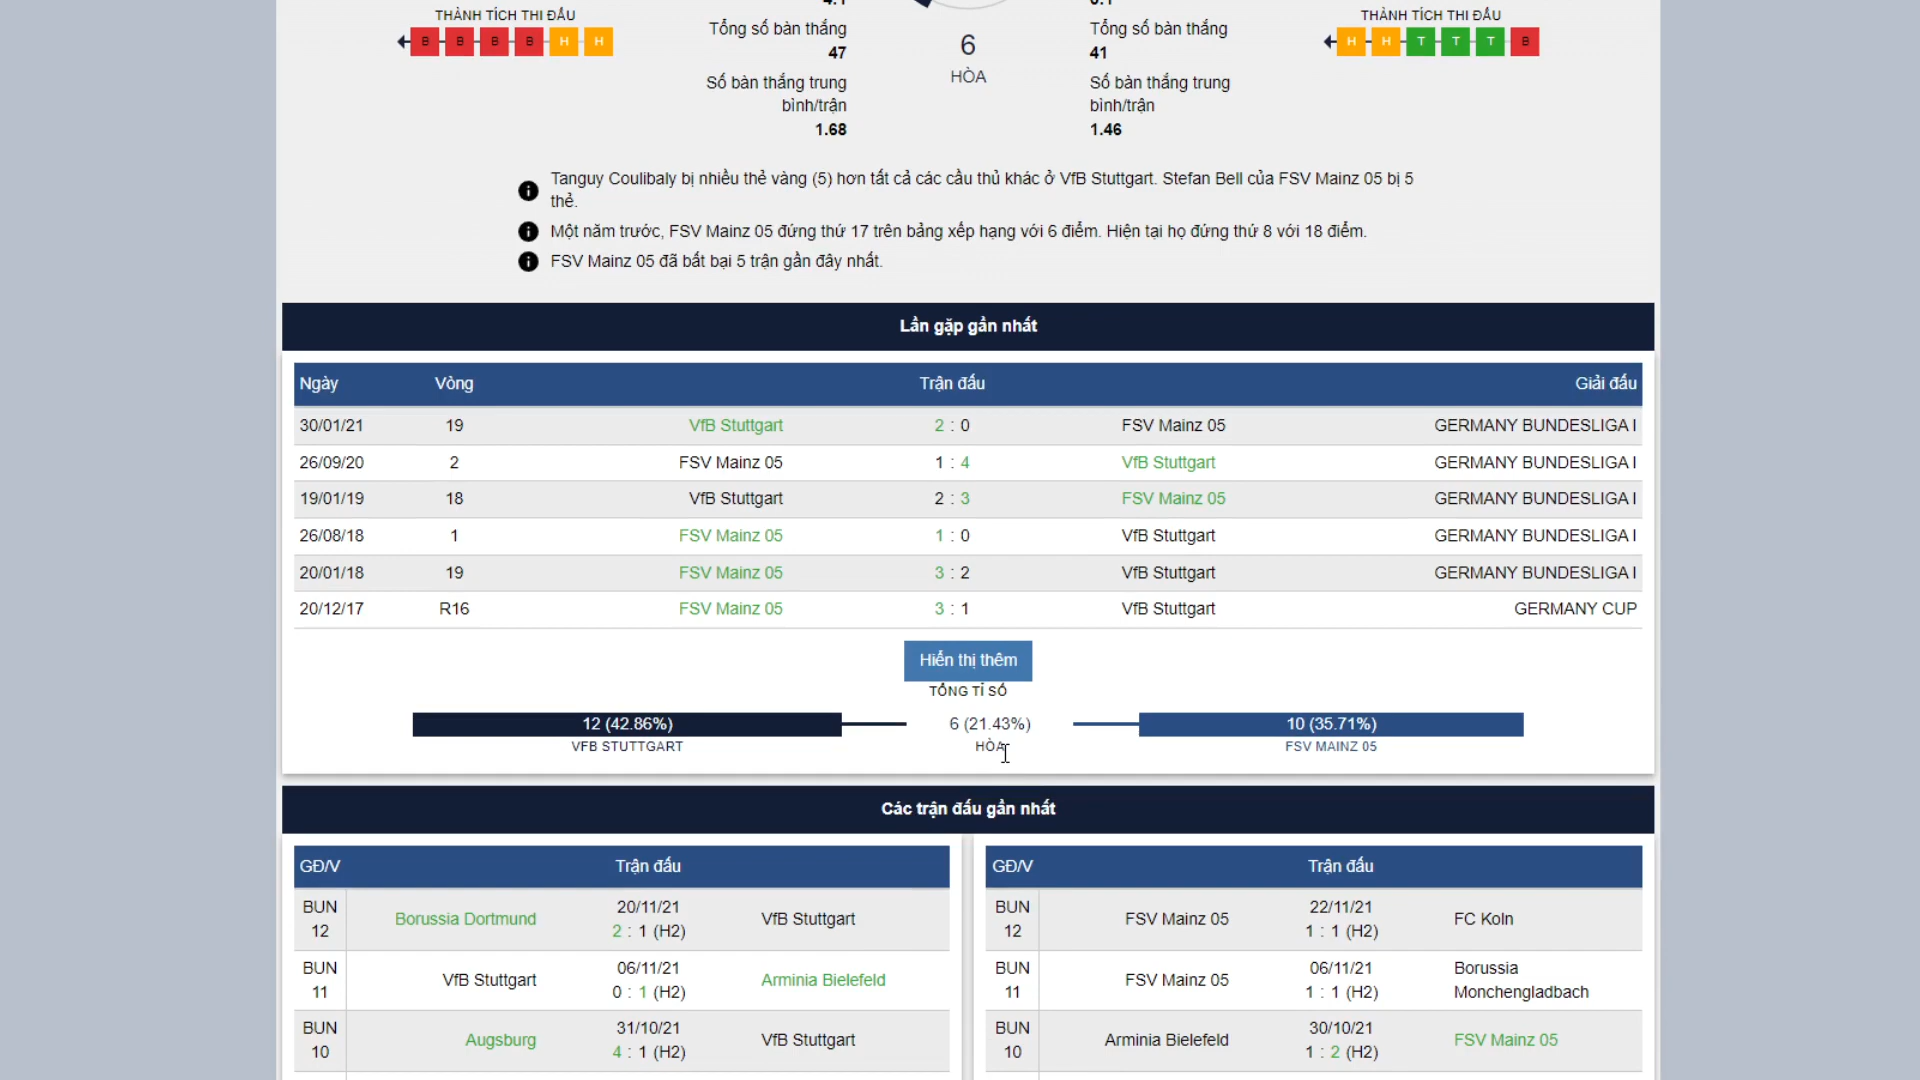 THÀNH TÍCH THI ĐẤU
B B B B H H
Tổng số bàn thắng
47
Số bàn thắng trung
bình/trận
1.68
6
HÒA
Tổng số bàn thắng
41
Số bàn thắng trung
bình/trận
1.46
THÀNH TÍCH THI ĐẤU
H H T T T B
Tanguy Coulibaly bị nhiều thẻ vàng (5) hơn tất cả các cầu thủ khác ở VfB Stuttgart. Stefan Bell của FSV Mainz 05 bị 5
thẻ.
Một năm trước, FSV Mainz 05 đứng thứ 17 trên bảng xếp hạng với 6 điểm. Hiện tại họ đứng thứ 8 với 18 điểm.
FSV Mainz 05 đã bất bại 5 trận gần đây nhất.
Lần gặp gần nhất
Ngày Vòng Trận đấu Giải đấu
30/01/21 19 VfB Stuttgart 2 : 0 FSV Mainz 05 GERMANY BUNDESLIGA I
26/09/20 2 FSV Mainz 05 1 : 4 VfB Stuttgart GERMANY BUNDESLIGA I
19/01/19 18 VfB Stuttgart 2 : 3 FSV Mainz 05 GERMANY BUNDESLIGA I
26/08/18 1 FSV Mainz 05 1 : 0 VfB Stuttgart GERMANY BUNDESLIGA I
20/01/18 19 FSV Mainz 05 3 : 2 VfB Stuttgart GERMANY BUNDESLIGA I
20/12/17 R16 FSV Mainz 05 3 : 1 VfB Stuttgart GERMANY CUP
Hiển thị thêm
TỔNG TỈ SỐ
12 (42.86%) 6 (21.43%) 10 (35.71%)
VFB STUTTGART HÒA FSV MAINZ 05
Các trận đấu gần nhất
GĐ/V Trận đấu
BUN
12
Borussia Dortmund
20/11/21
2 : 1 (H2)
VfB Stuttgart
BUN
11
VfB Stuttgart
06/11/21
0 : 1 (H2)
Arminia Bielefeld
BUN
10
Augsburg
31/10/21
4 : 1 (H2)
VfB Stuttgart
GĐ/V Trận đấu
BUN
12
FSV Mainz 05
22/11/21
1 : 1 (H2)
FC Koln
BUN
11
FSV Mainz 05
06/11/21
1 : 1 (H2)
Borussia
Monchengladbach
BUN
10
Arminia Bielefeld
30/10/21
1 : 2 (H2)
FSV Mainz 05